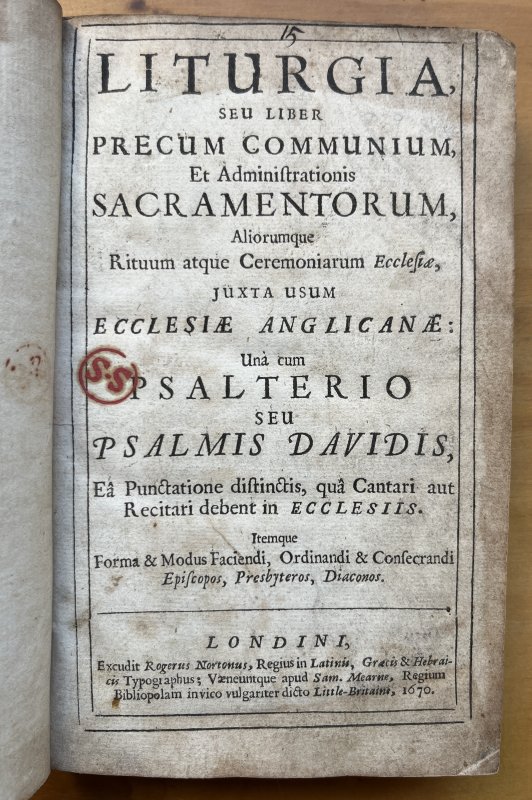 15
LITURGIA,
SEU LIBER
PRECUM COMMUNIUM,
Et Adminiſtrationis
SACRAMENTORUM,
Aliorumque
Rituum atque Ceremoniarum Eccleſiæ,
JUXTA USUM
ECCLESIÆ ANGLICANÆ:
Unà cum
S.S
PSALTERIO
SEU
PSALMIS DAVIDIS,
Eâ Punctatione diſtinctis, quâ Cantari aut
Recitari debent in ECCLESIIS.
Itemque
Forma & Modus Faciendi, Ordinandi & Conſecrandi
Epiſcopos, Presbyteros, Diaconos.
LONDINI,
Excudit Rogerus Nortonus, Regius in Latinis, Græcis & Hebrai-
cis Typographus; Væneuntque apud Sam. Mearne, Regium
Bibliopolam in vico vulgariter dicto Little-Britain, 1670.